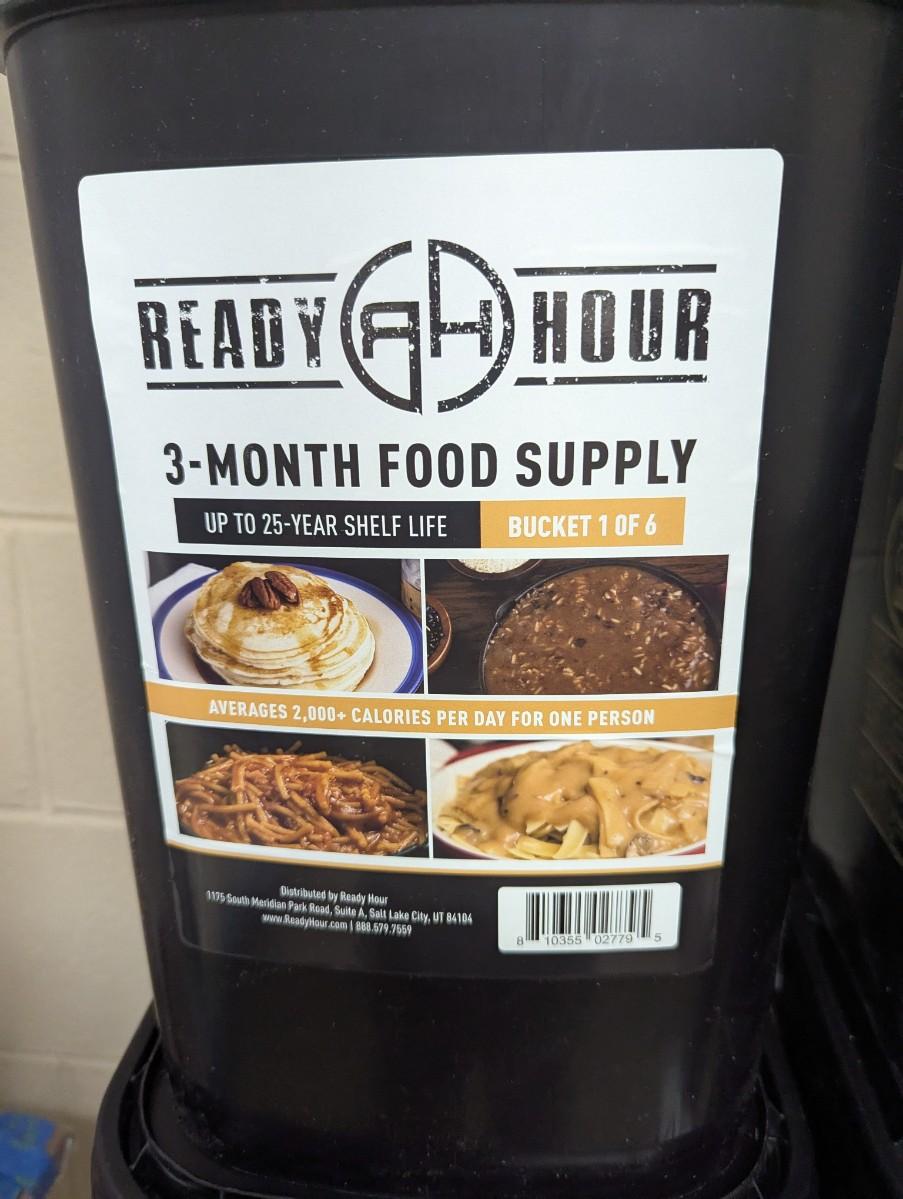 READY RH HOUR
3-MONTH FOOD SUPPLY
UP TO 25-YEAR SHELF LIFE BUCKET 1 OF 6
AVERAGES 2,000+ CALORIES PER DAY FOR ONE PERSON
Distributed by Ready Hour
1175 South Meridian Park Road, Suite A, Salt Lake City, UT 84104
www.ReadyHour.com | 888.579.7559
8 10355 02779 5